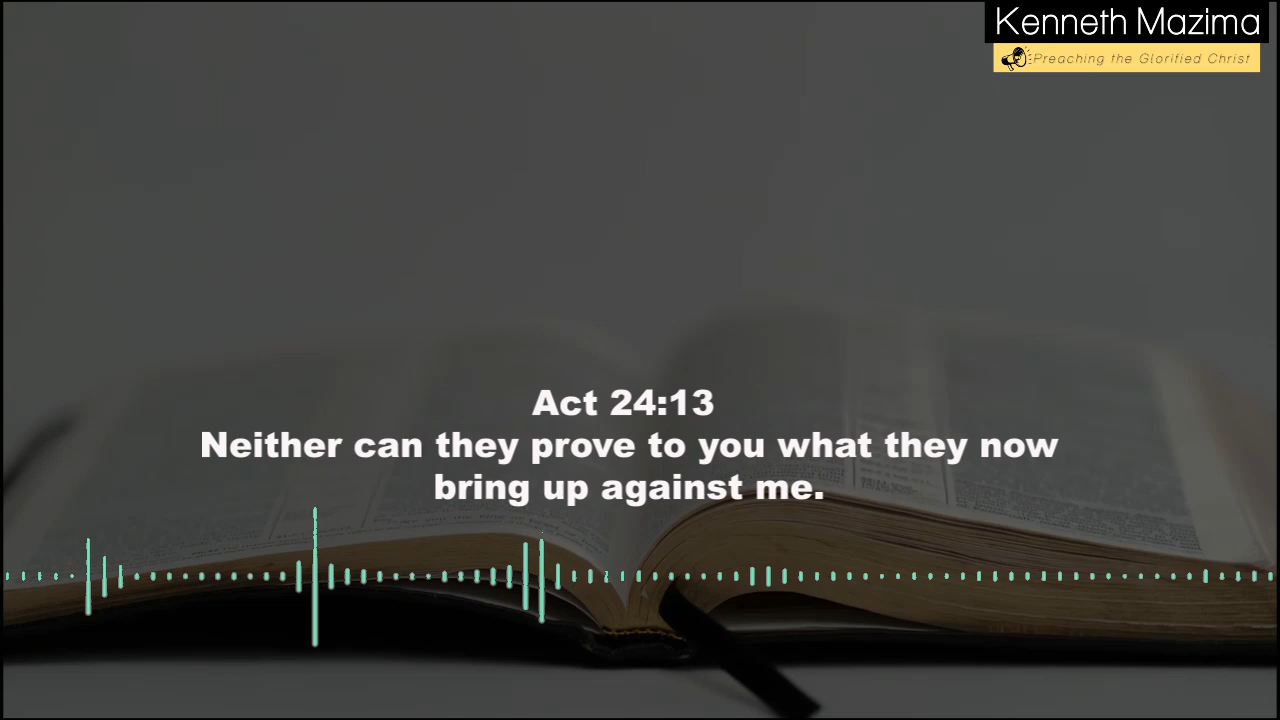 Kenneth Mazima
Preaching the Glorified Christ
Act 24:13
Neither can they prove to you what they now
bring up against me.